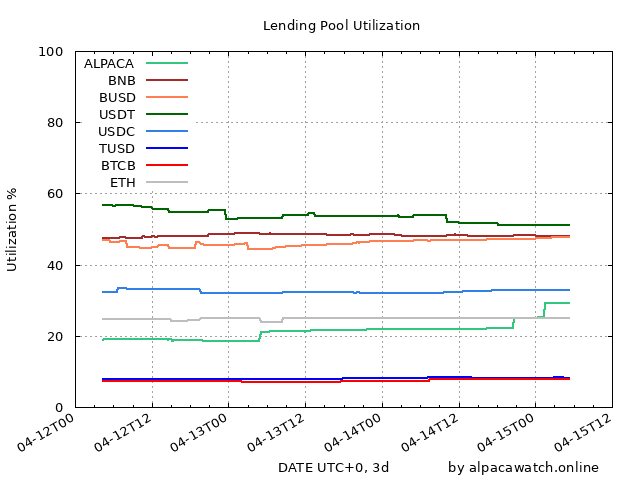 Lending Pool Utilization
Utilization %
100
80
60
40
20
0
ALPACA
BNB
BUSD
USDT
USDC
TUSD
BTCB
ETH
04-12T00
04-12T12
04-13T00
04-13T12
04-14T00
04-14T12
04-15T00
04-15T12
DATE UTC+0, 3d
by alpacawatch.online